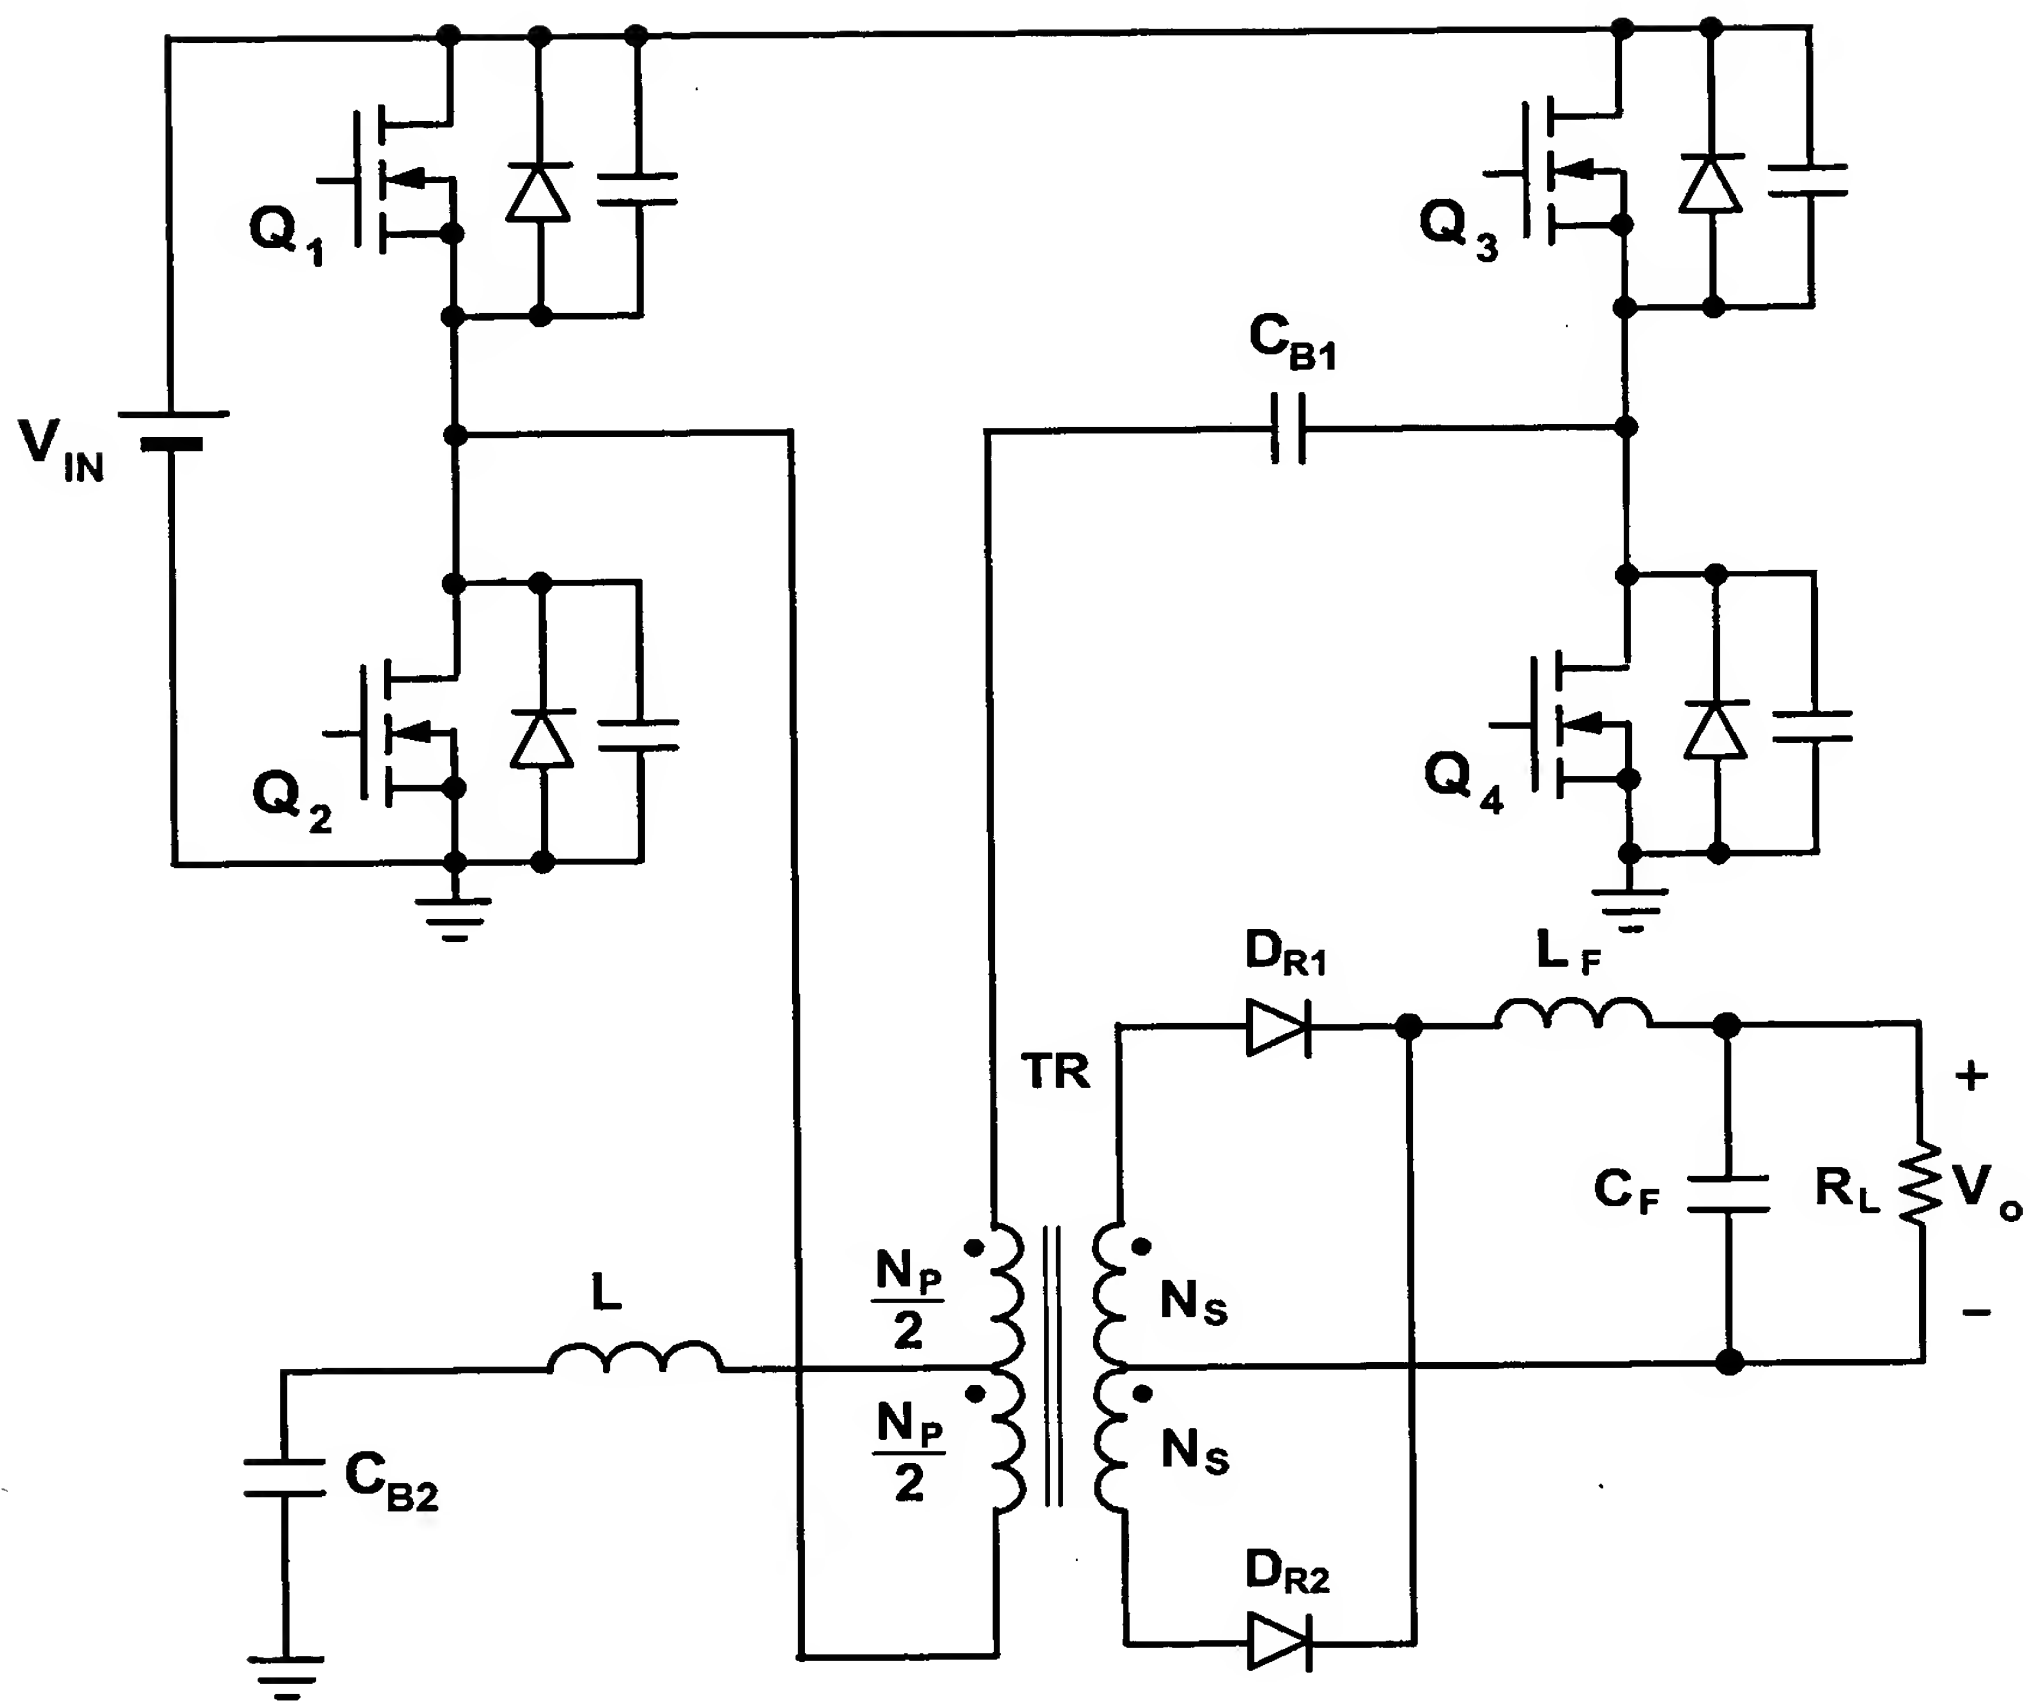 Q1
Q3
CB1
VIN
Q2
Q4
DR1
LF
TR
+
CF
RL
Vo
L
NP
2
NS
−
NP
2
NS
CB2
DR2